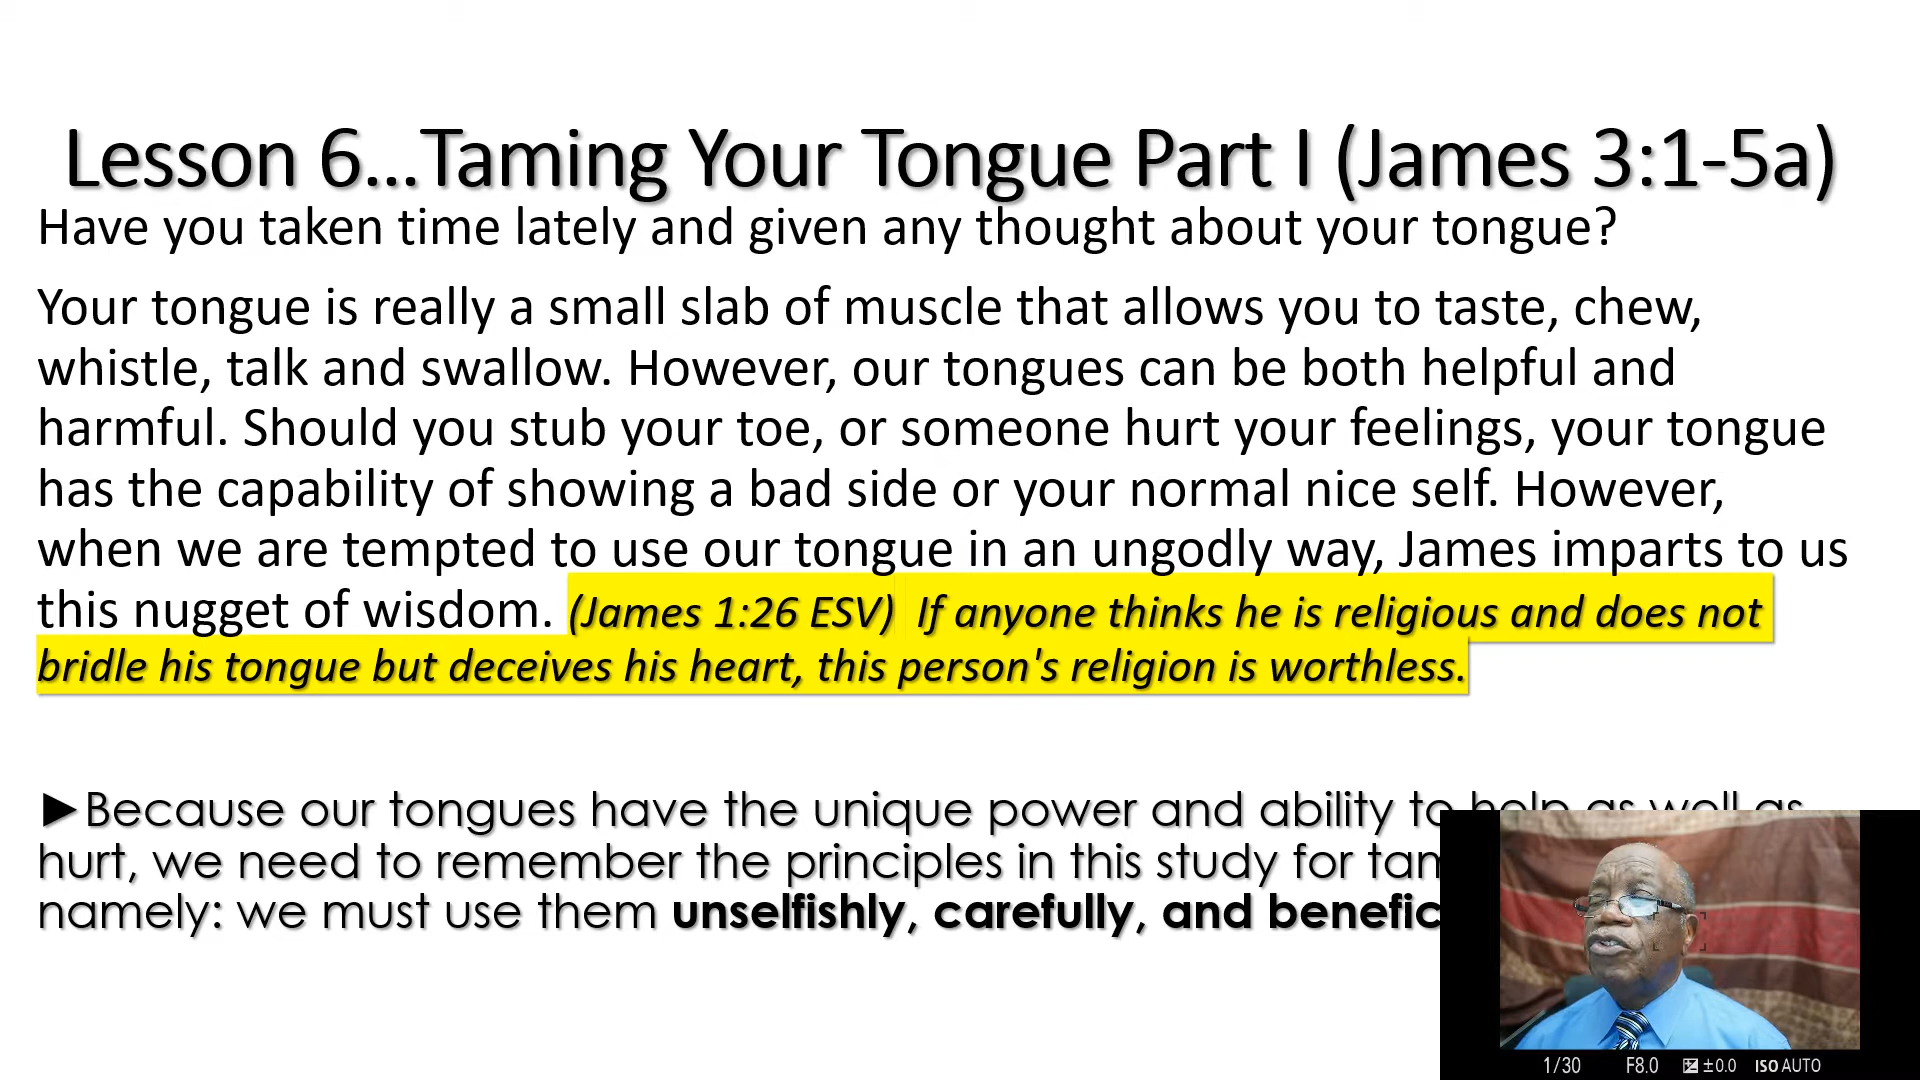 Lesson 6...Taming Your Tongue Part I (James 3:1-5a)
Have you taken time lately and given any thought about your tongue?
Your tongue is really a small slab of muscle that allows you to taste, chew,
whistle, talk and swallow. However, our tongues can be both helpful and
harmful. Should you stub your toe, or someone hurt your feelings, your tongue
has the capability of showing a bad side or your normal nice self. However,
when we are tempted to use our tongue in an ungodly way, James imparts to us
this nugget of wisdom. (James 1:26 ESV) If anyone thinks he is religious and does not
bridle his tongue but deceives his heart, this person's religion is worthless.
►Because our tongues have the unique power and ability to help as well as
hurt, we need to remember the principles in this study for
namely: we must use them unselfishly, carefully, and
1/30 F8.0 ±0.0 ISO AUTO